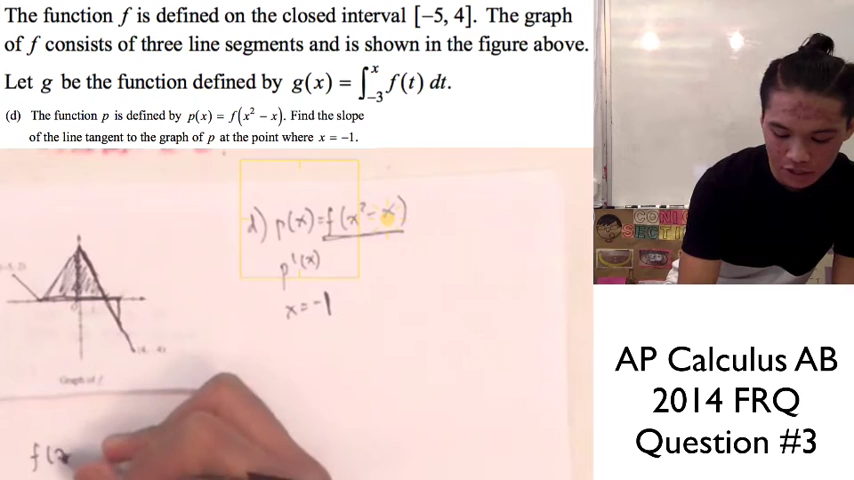 The function f is defined on the closed interval [−5, 4]. The graph
of f consists of three line segments and is shown in the figure above.
Let g be the function defined by g(x) = ∫_{−3}^{x} f(t) dt.
(d) The function p is defined by p(x) = f(x² − x). Find the slope
of the line tangent to the graph of p at the point where x = −1.
d) p(x)=f(x²-x)
p'(x)
x=-1
Graph of f
CONIC
SECTION
AP Calculus AB
2014 FRQ
Question #3